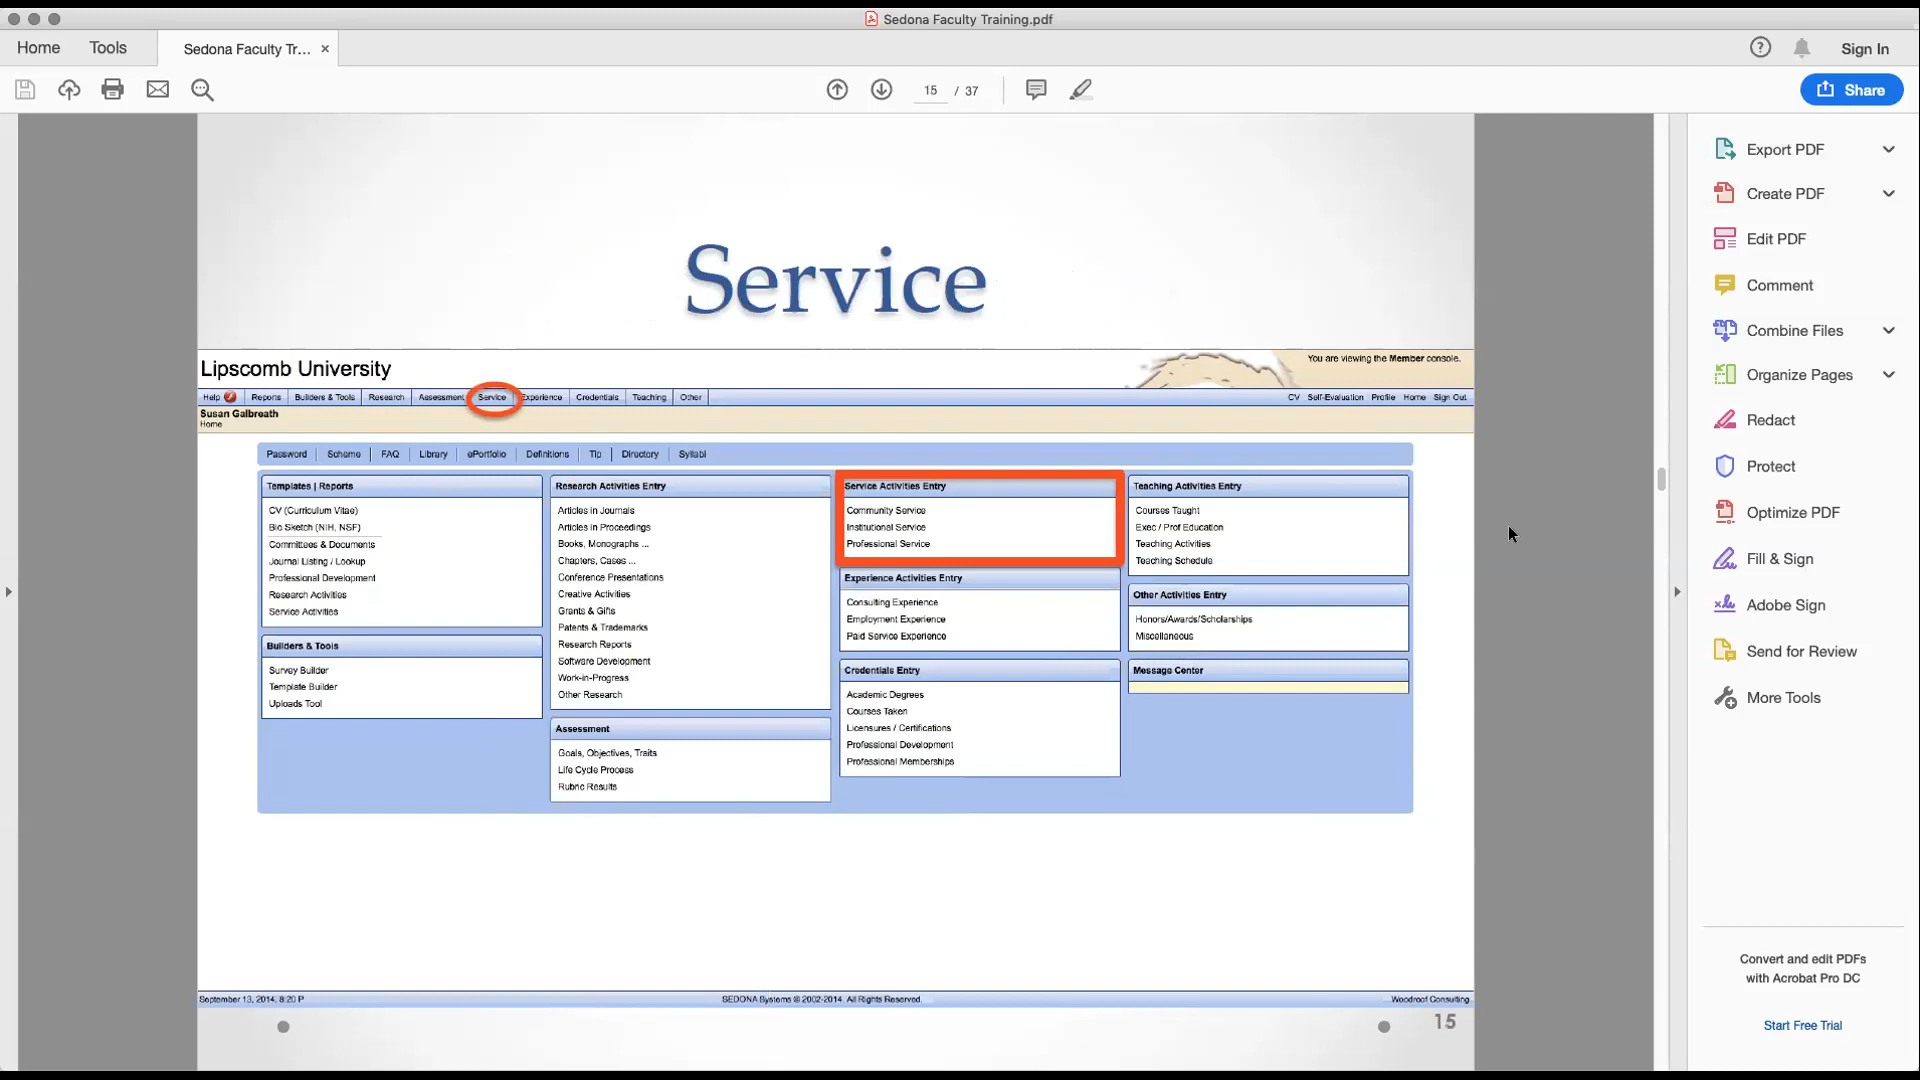 Sedona Faculty Training.pdf
Home Tools Sedona Faculty Tr... × Sign In
15 / 37 Share
Service
Lipscomb University
You are viewing the Member console.
Help Reports Builders & Tools Research Assessment Service Experience Credentials Teaching Other CV Self-Evaluation Profile Home Sign Out
Susan Galbreath
Home
Password Scheme FAQ Library ePortfolio Definitions Tip Directory Syllabi
Templates | Reports
CV (Curriculum Vitae)
Bio Sketch (NIH, NSF)
Committees & Documents
Journal Listing / Lookup
Professional Development
Research Activities
Service Activities
Builders & Tools
Survey Builder
Template Builder
Uploads Tool
Research Activities Entry
Articles in Journals
Articles in Proceedings
Books, Monographs ...
Chapters, Cases ...
Conference Presentations
Creative Activities
Grants & Gifts
Patents & Trademarks
Research Reports
Software Development
Work-in-Progress
Other Research
Assessment
Goals, Objectives, Traits
Life Cycle Process
Rubric Results
Service Activities Entry
Community Service
Institutional Service
Professional Service
Experience Activities Entry
Consulting Experience
Employment Experience
Paid Service Experience
Credentials Entry
Academic Degrees
Courses Taken
Licensures / Certifications
Professional Development
Professional Memberships
Teaching Activities Entry
Courses Taught
Exec / Prof Education
Teaching Activities
Teaching Schedule
Other Activities Entry
Honors/Awards/Scholarships
Miscellaneous
Message Center
September 13, 2014, 8:20 P SEDONA Systems © 2002-2014. All Rights Reserved. Woodroof Consulting
15
Export PDF
Create PDF
Edit PDF
Comment
Combine Files
Organize Pages
Redact
Protect
Optimize PDF
Fill & Sign
Adobe Sign
Send for Review
More Tools
Convert and edit PDFs
with Acrobat Pro DC
Start Free Trial